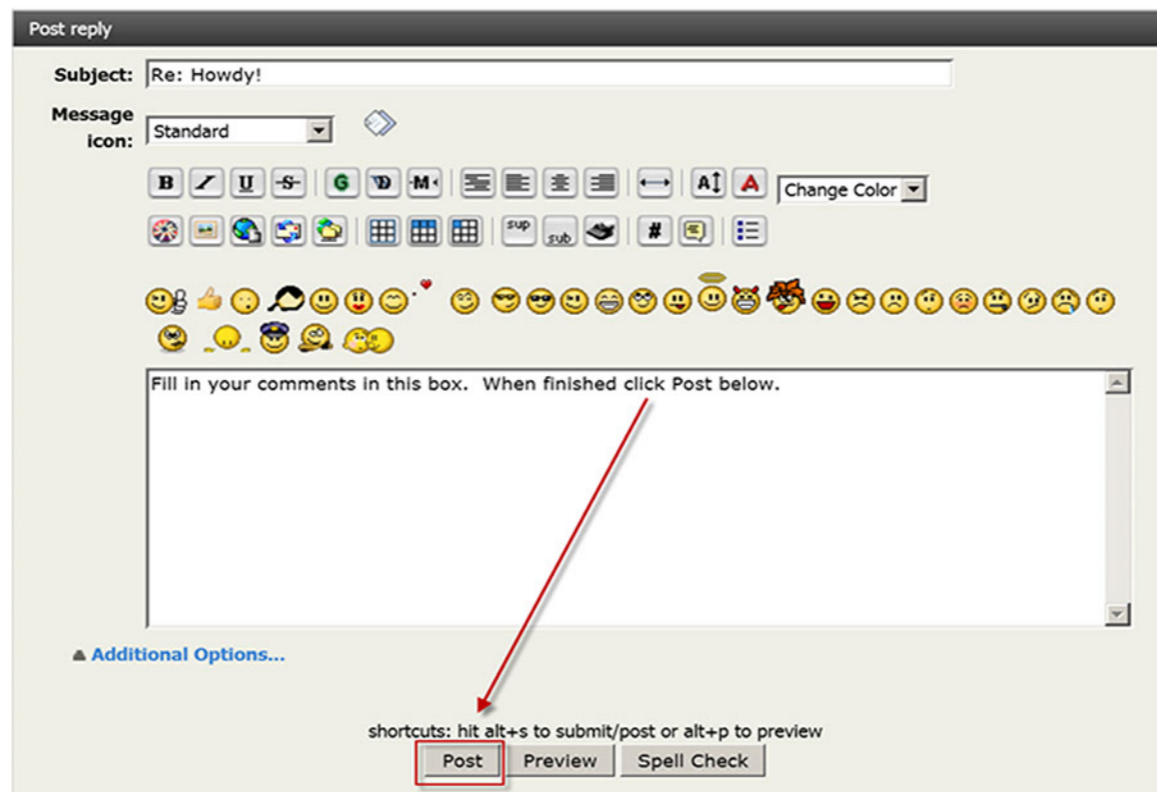 Post reply
Subject: Re: Howdy!
Message
icon: Standard
B I U S G D M A A Change Color
sup sub #
Fill in your comments in this box.  When finished click Post below.
Additional Options...
shortcuts: hit alt+s to submit/post or alt+p to preview
Post Preview Spell Check